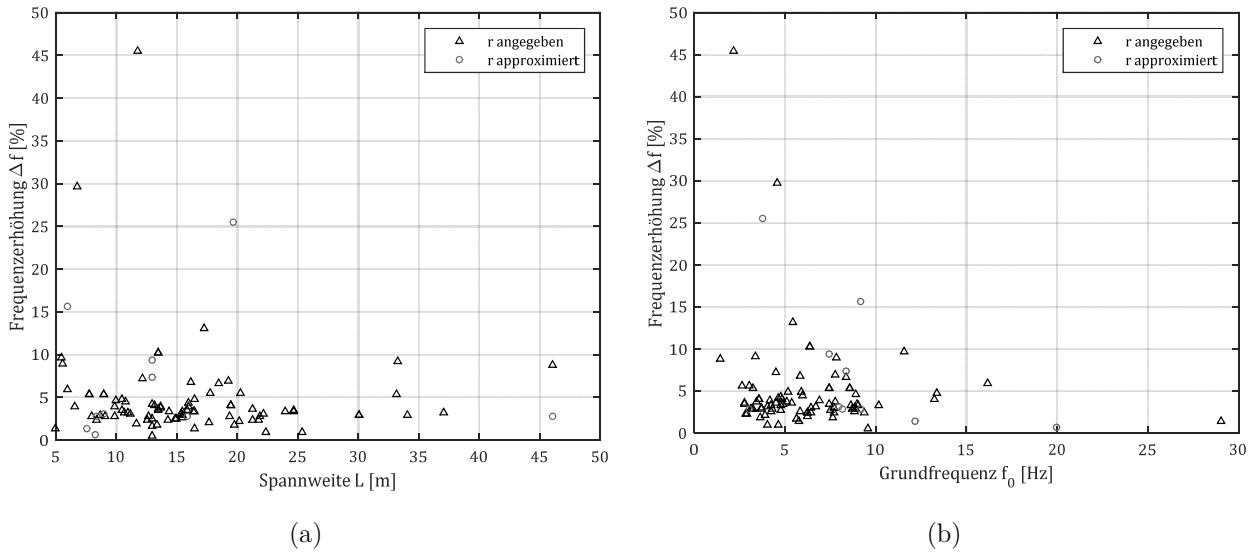 50
45
40
35
30
25
20
15
10
5
0
5 10 15 20 25 30 35 40 45 50
Frequenzerhöhung Δf [%]
Spannweite L [m]
r angegeben
r approximiert
(a)
50
45
40
35
30
25
20
15
10
5
0
0 5 10 15 20 25 30
Frequenzerhöhung Δf [%]
Grundfrequenz f₀ [Hz]
r angegeben
r approximiert
(b)